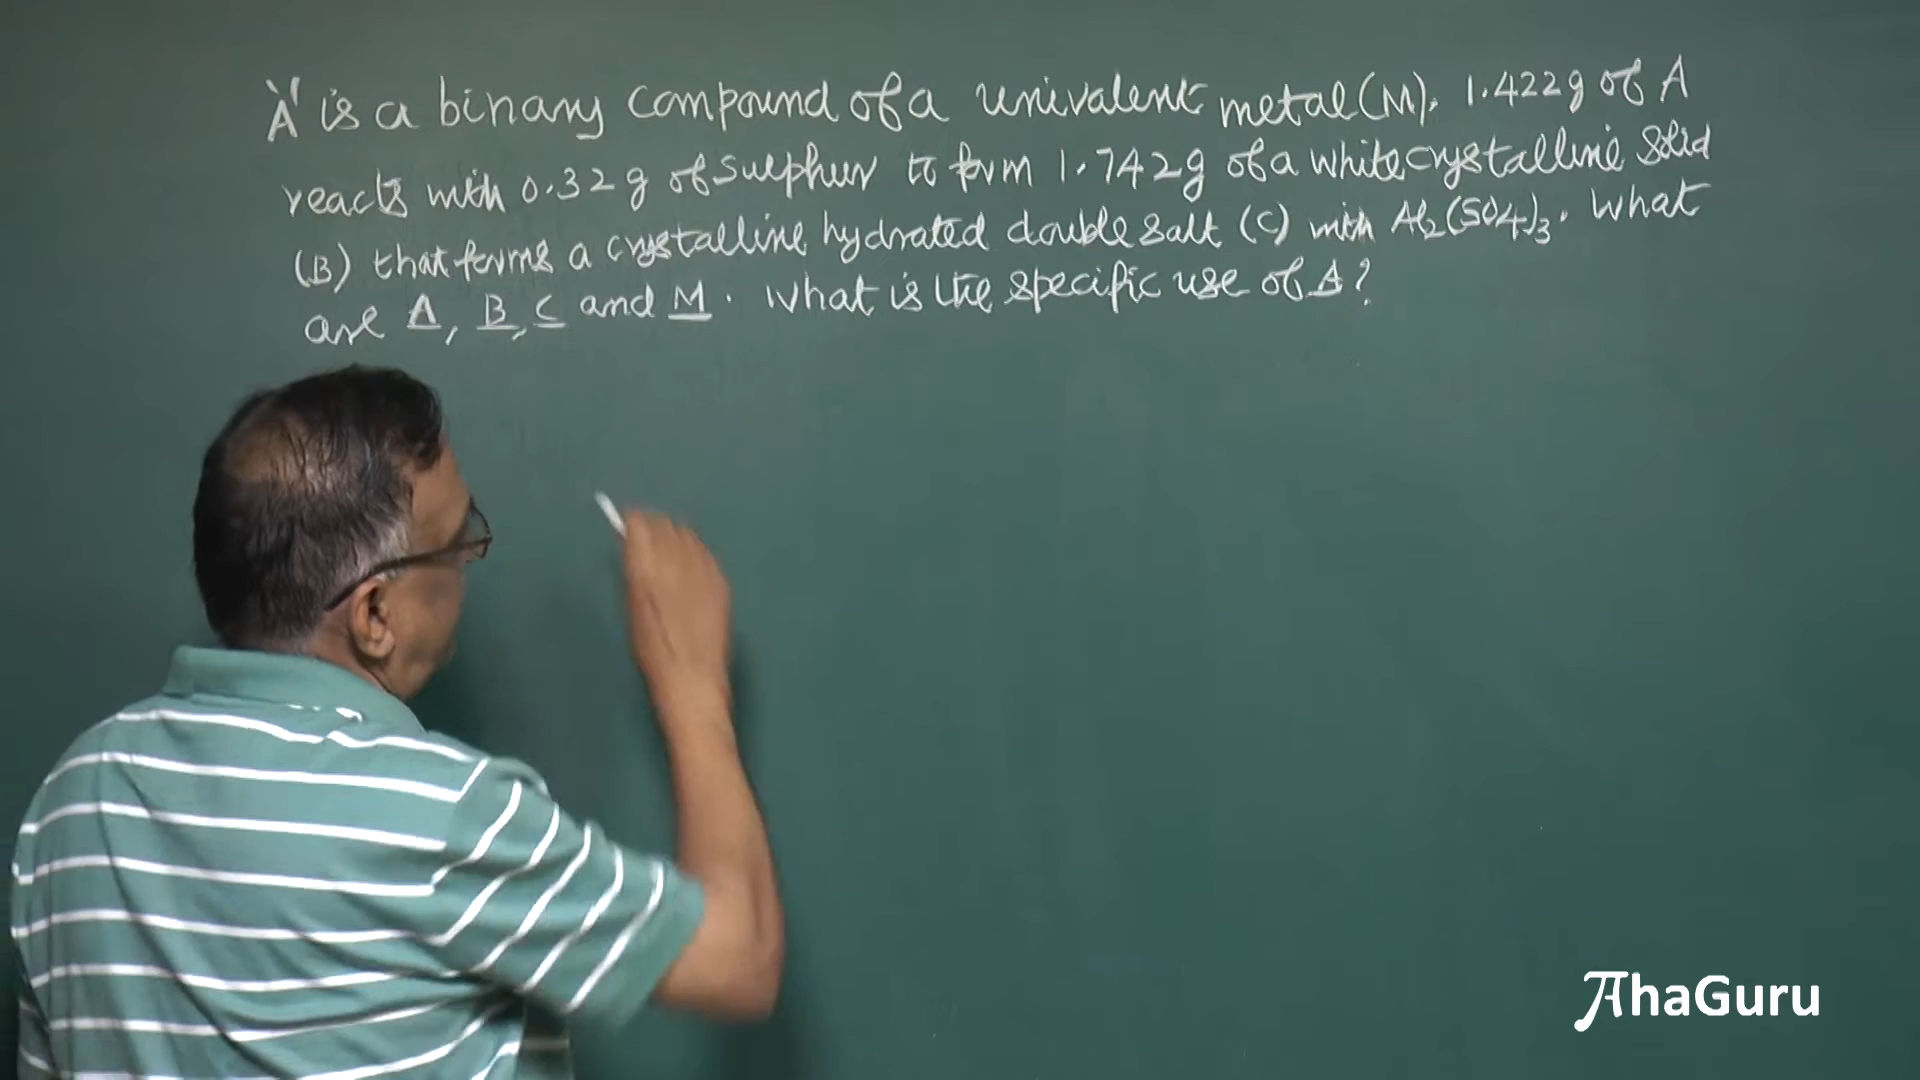 "A" is a binary compound of a univalent metal (M). 1.422g of A
reacts with 0.32g of sulphur to form 1.742g of a white crystalline solid
(B) that forms a crystalline hydrated double salt (C) with Al2(SO4)3. What
are A, B, C and M. What is the specific use of A?
AhaGuru